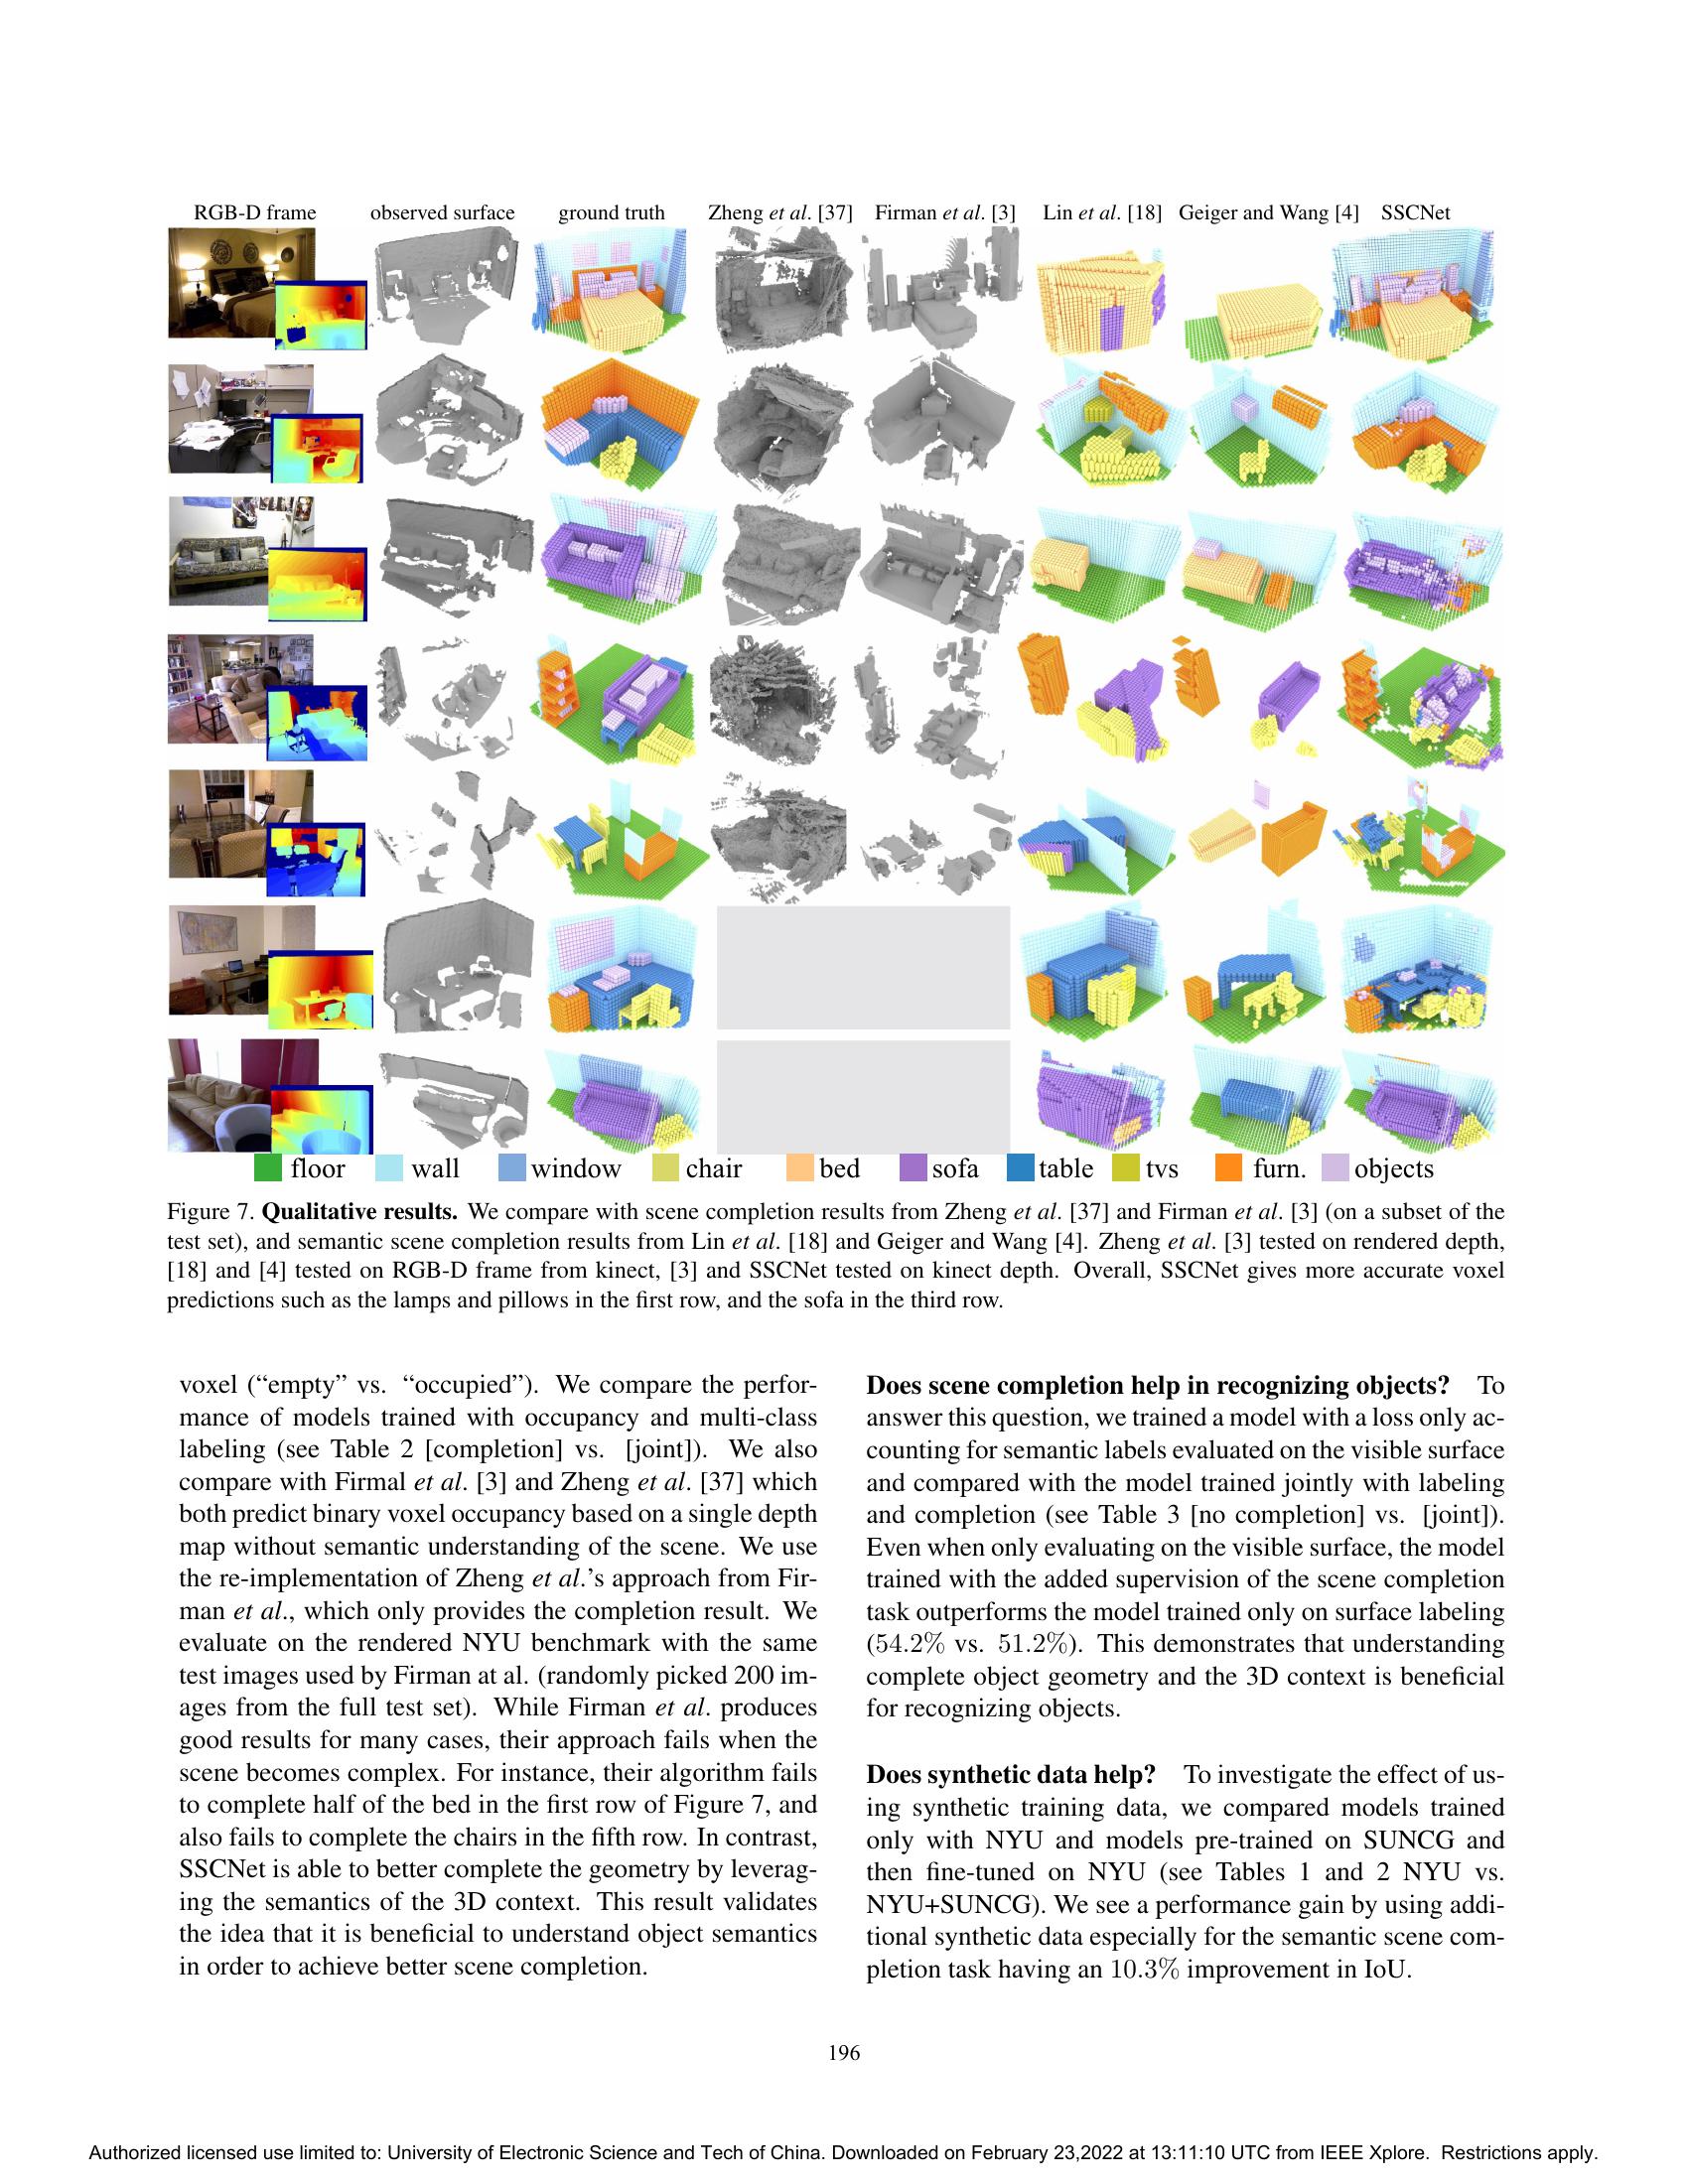 RGB-D frame observed surface ground truth Zheng et al. [37] Firman et al. [3] Lin et al. [18] Geiger and Wang [4] SSCNet
floor wall window chair bed sofa table tvs furn. objects
Figure 7. Qualitative results. We compare with scene completion results from Zheng et al. [37] and Firman et al. [3] (on a subset of the
test set), and semantic scene completion results from Lin et al. [18] and Geiger and Wang [4]. Zheng et al. [3] tested on rendered depth,
[18] and [4] tested on RGB-D frame from kinect, [3] and SSCNet tested on kinect depth. Overall, SSCNet gives more accurate voxel
predictions such as the lamps and pillows in the first row, and the sofa in the third row.
voxel (“empty” vs. “occupied”). We compare the perfor-
mance of models trained with occupancy and multi-class
labeling (see Table 2 [completion] vs. [joint]). We also
compare with Firmal et al. [3] and Zheng et al. [37] which
both predict binary voxel occupancy based on a single depth
map without semantic understanding of the scene. We use
the re-implementation of Zheng et al.’s approach from Fir-
man et al., which only provides the completion result. We
evaluate on the rendered NYU benchmark with the same
test images used by Firman at al. (randomly picked 200 im-
ages from the full test set). While Firman et al. produces
good results for many cases, their approach fails when the
scene becomes complex. For instance, their algorithm fails
to complete half of the bed in the first row of Figure 7, and
also fails to complete the chairs in the fifth row. In contrast,
SSCNet is able to better complete the geometry by leverag-
ing the semantics of the 3D context. This result validates
the idea that it is beneficial to understand object semantics
in order to achieve better scene completion.
Does scene completion help in recognizing objects? To
answer this question, we trained a model with a loss only ac-
counting for semantic labels evaluated on the visible surface
and compared with the model trained jointly with labeling
and completion (see Table 3 [no completion] vs. [joint]).
Even when only evaluating on the visible surface, the model
trained with the added supervision of the scene completion
task outperforms the model trained only on surface labeling
(54.2% vs. 51.2%). This demonstrates that understanding
complete object geometry and the 3D context is beneficial
for recognizing objects.
Does synthetic data help? To investigate the effect of us-
ing synthetic training data, we compared models trained
only with NYU and models pre-trained on SUNCG and
then fine-tuned on NYU (see Tables 1 and 2 NYU vs.
NYU+SUNCG). We see a performance gain by using addi-
tional synthetic data especially for the semantic scene com-
pletion task having an 10.3% improvement in IoU.
196
Authorized licensed use limited to: University of Electronic Science and Tech of China. Downloaded on February 23,2022 at 13:11:10 UTC from IEEE Xplore. Restrictions apply.